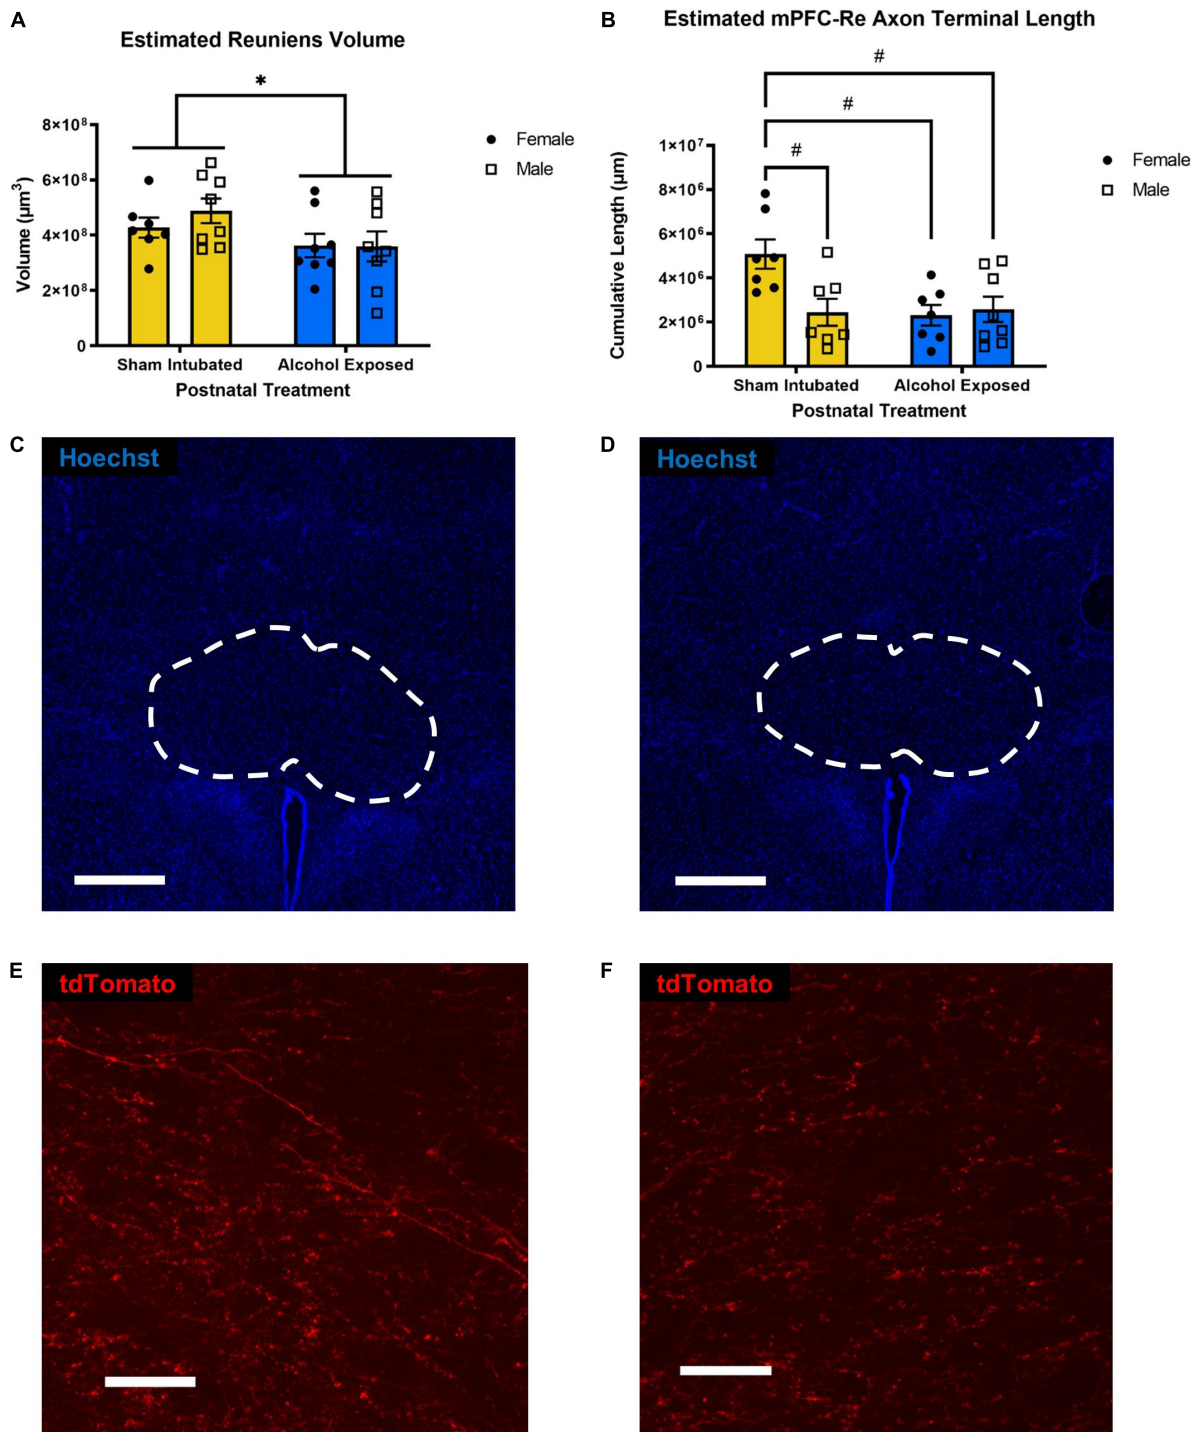 A
Estimated Reuniens Volume
*
8×10⁸
6×10⁸
4×10⁸
2×10⁸
0
Volume (μm³)
Female
Male
Sham Intubated
Alcohol Exposed
Postnatal Treatment
B
Estimated mPFC-Re Axon Terminal Length
#
#
#
1×10⁷
8×10⁶
6×10⁶
4×10⁶
2×10⁶
0
Cumulative Length (μm)
Female
Male
Sham Intubated
Alcohol Exposed
Postnatal Treatment
C
Hoechst
D
Hoechst
E
tdTomato
F
tdTomato